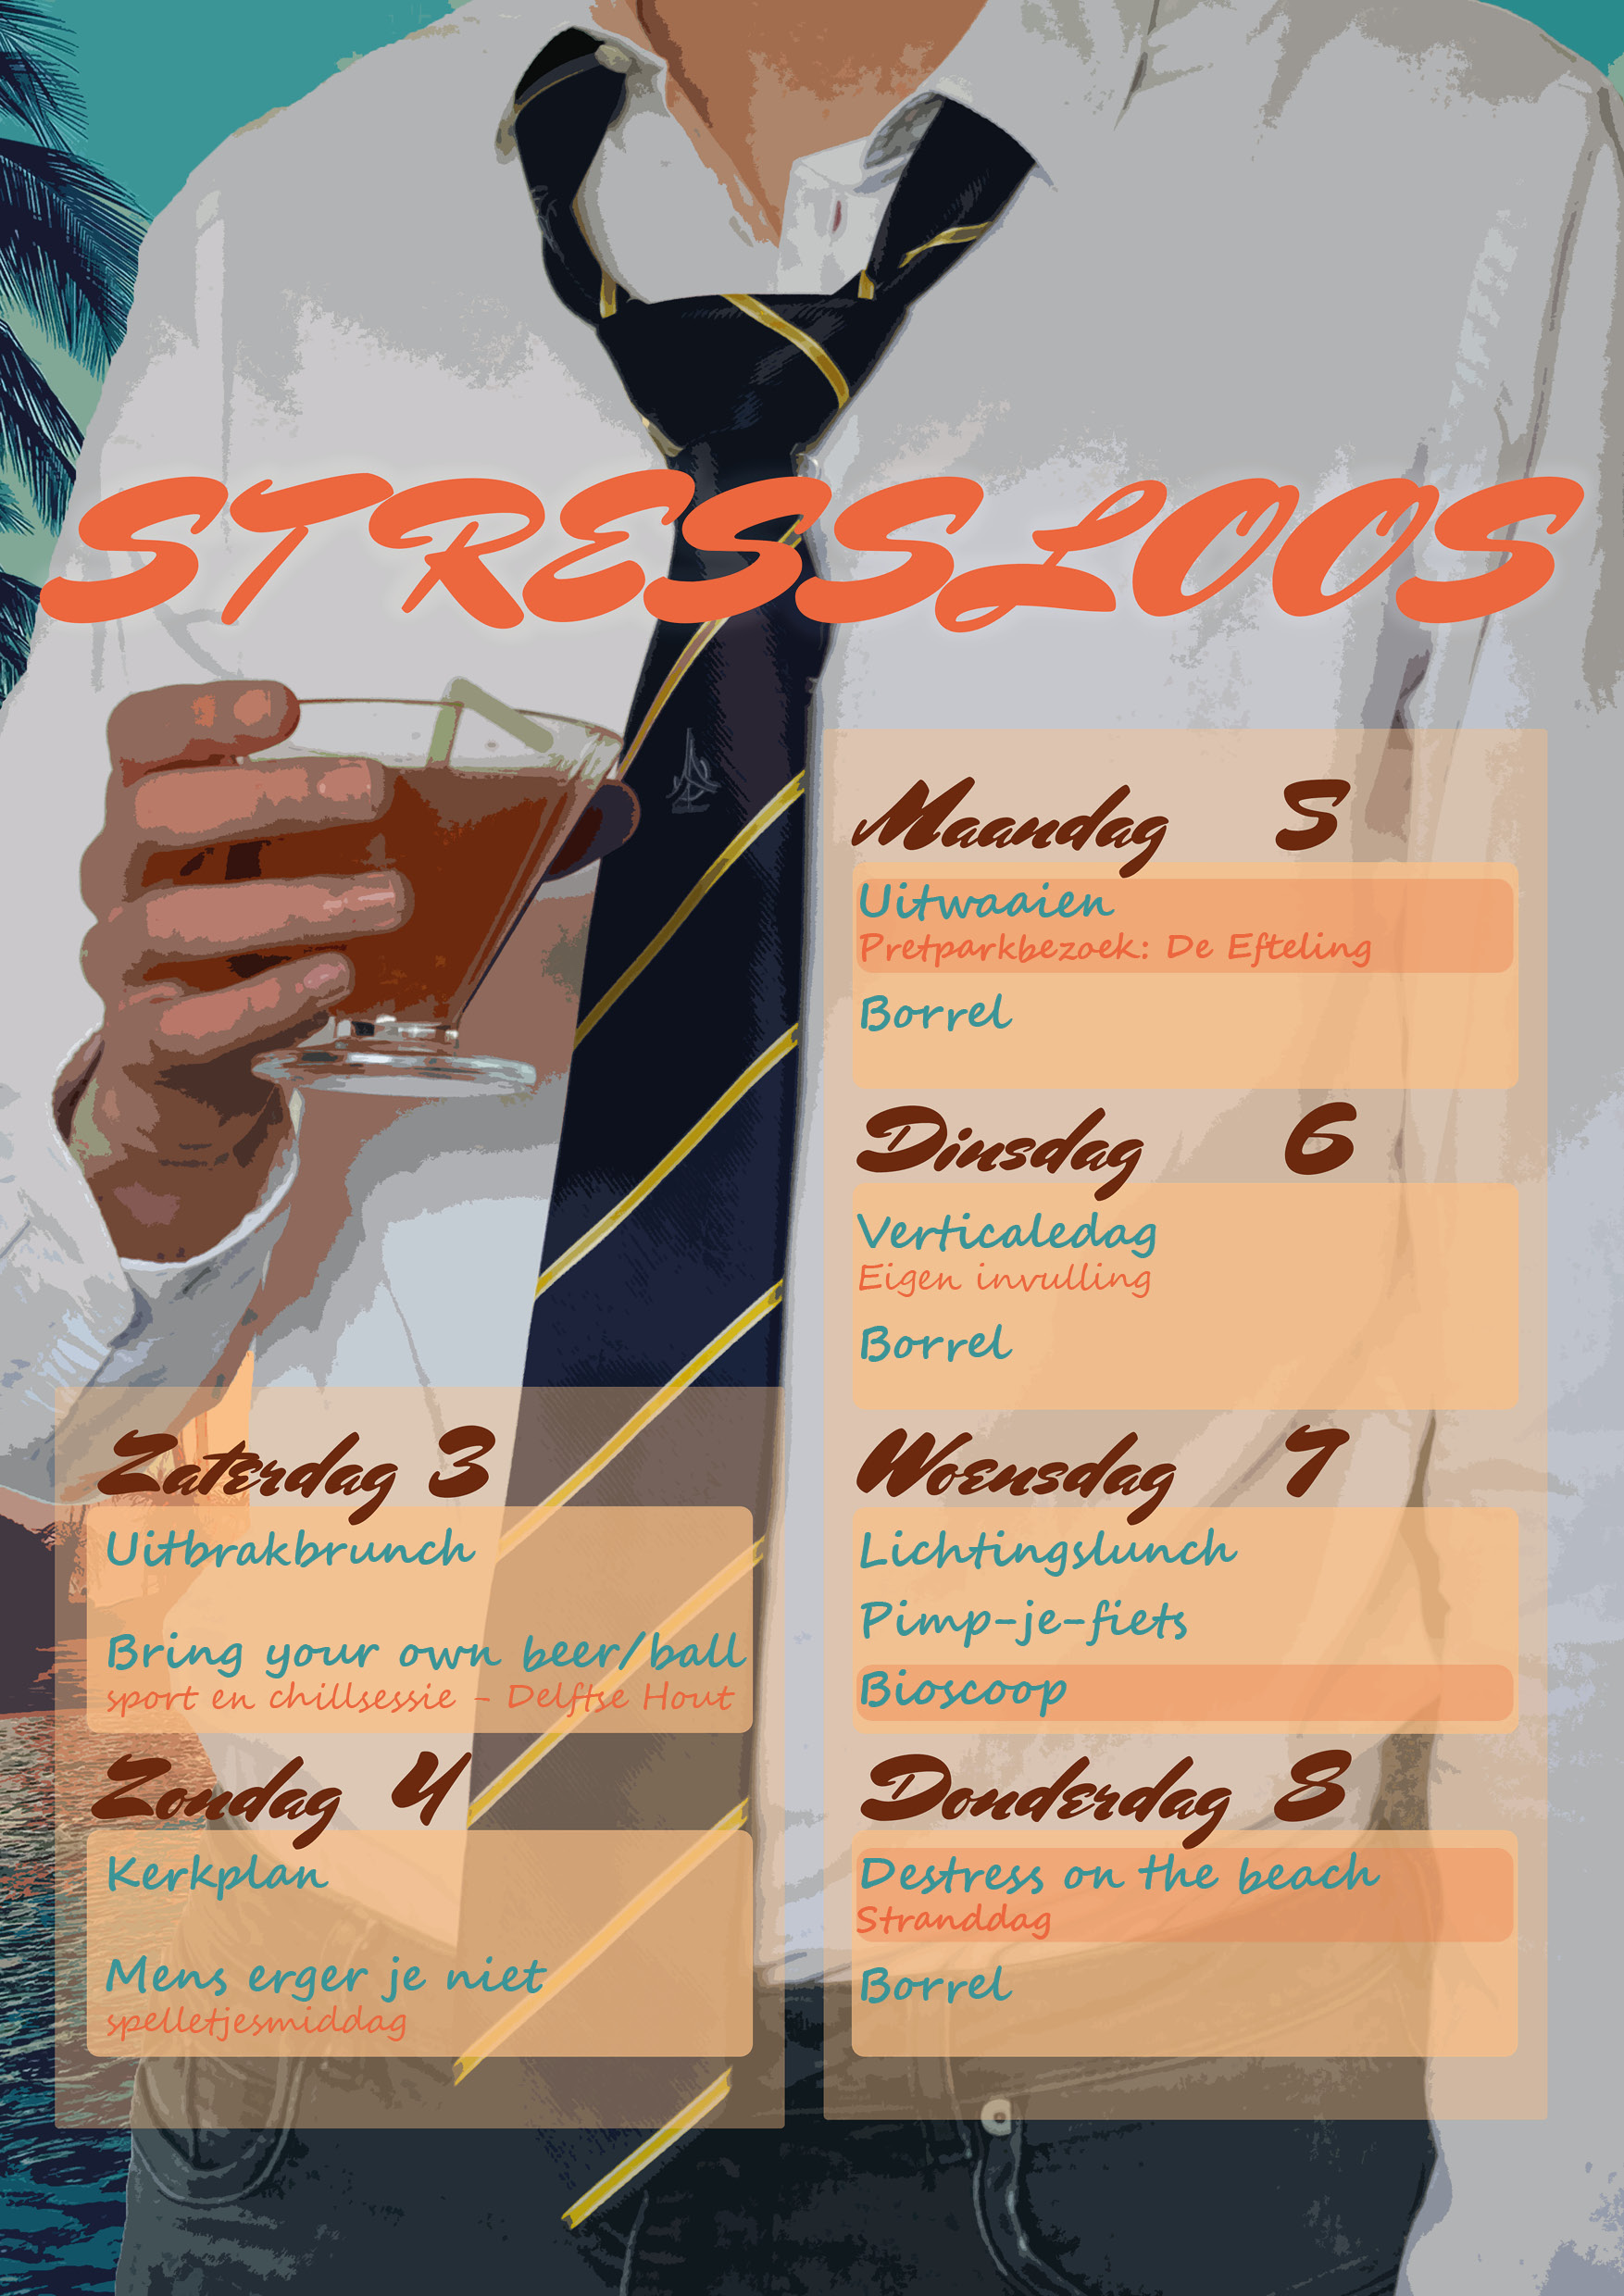 STRESSLOOS
Zaterdag 3
Uitbrakbrunch
Bring your own beer/ball
sport en chillsessie - Delftse Hout
Zondag 4
Kerkplan
Mens erger je niet
spelletjesmiddag
Maandag 5
Uitwaaien
Pretparkbezoek: De Efteling
Borrel
Dinsdag 6
Verticaledag
Eigen invulling
Borrel
Woensdag 7
Lichtingslunch
Pimp-je-fiets
Bioscoop
Donderdag 8
Destress on the beach
Stranddag
Borrel